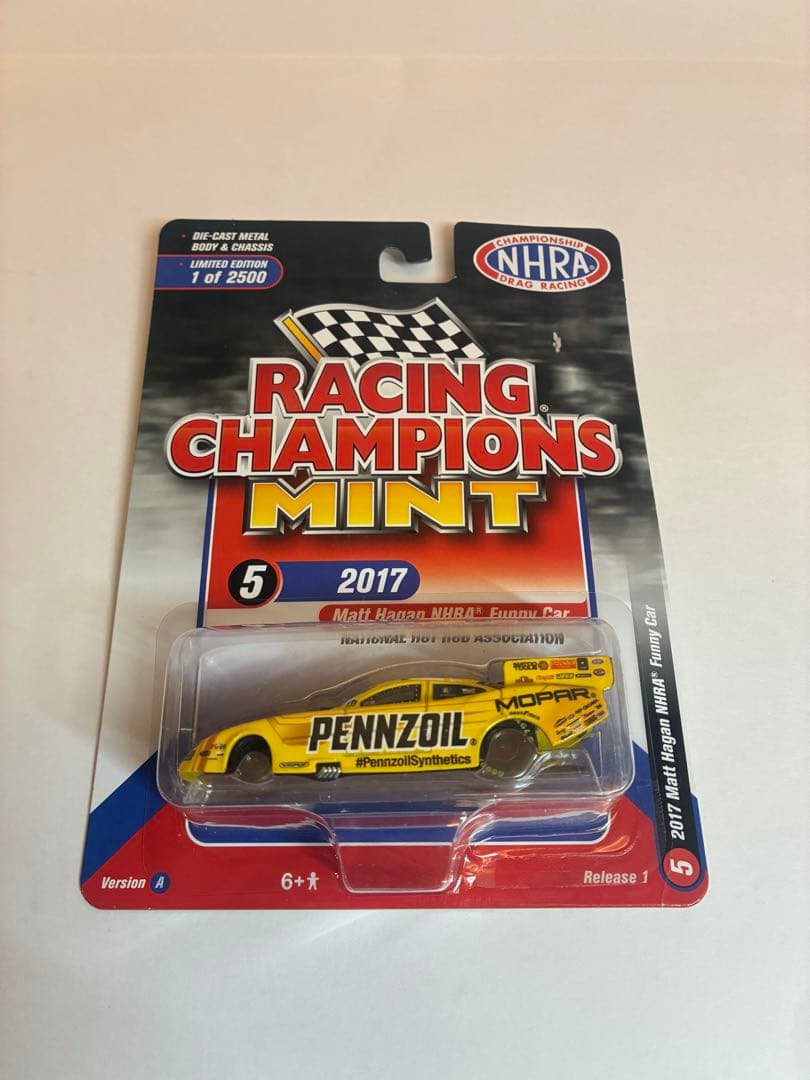 DIE-CAST METAL
BODY & CHASSIS
LIMITED EDITION
1 of 2500
CHAMPIONSHIP
NHRA®
DRAG RACING
RACING®
CHAMPIONS
MINT
5 2017
Matt Hagan NHRA® Funny Car
NATIONAL HOT ROD ASSOCIATION
MOPAR
PENNZOIL®
#PennzoilSynthetics
Version A
6+
Release 1
5 2017 Matt Hagan NHRA® Funny Car